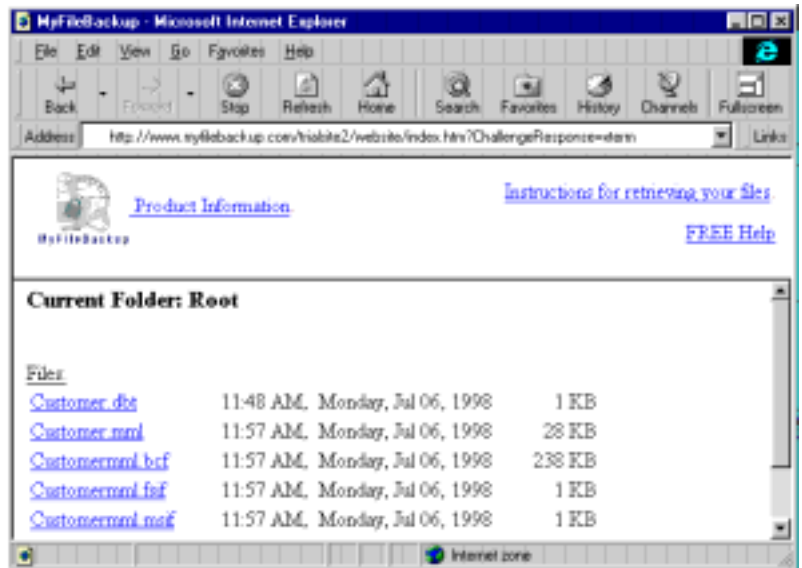 MyFileBackup - Microsoft Internet Explorer
File Edit View Go Favorites Help
Back Forward Stop Refresh Home Search Favorites History Channels Fullscreen
Address http://www.myfilebackup.com/trialsite2/website/index.htm?ChallengeResponse=xterm Links
Product Information.
Instructions for retrieving your files.
MyFileBackup
FREE Help
Current Folder: Root
Files:
Customer.dbt 11:48 AM, Monday, Jul 06, 1998 1 KB
Customer.mml 11:57 AM, Monday, Jul 06, 1998 28 KB
Customermml.bcf 11:57 AM, Monday, Jul 06, 1998 238 KB
Customermml.fsif 11:57 AM, Monday, Jul 06, 1998 1 KB
Customermml.msif 11:57 AM, Monday, Jul 06, 1998 1 KB
Internet zone